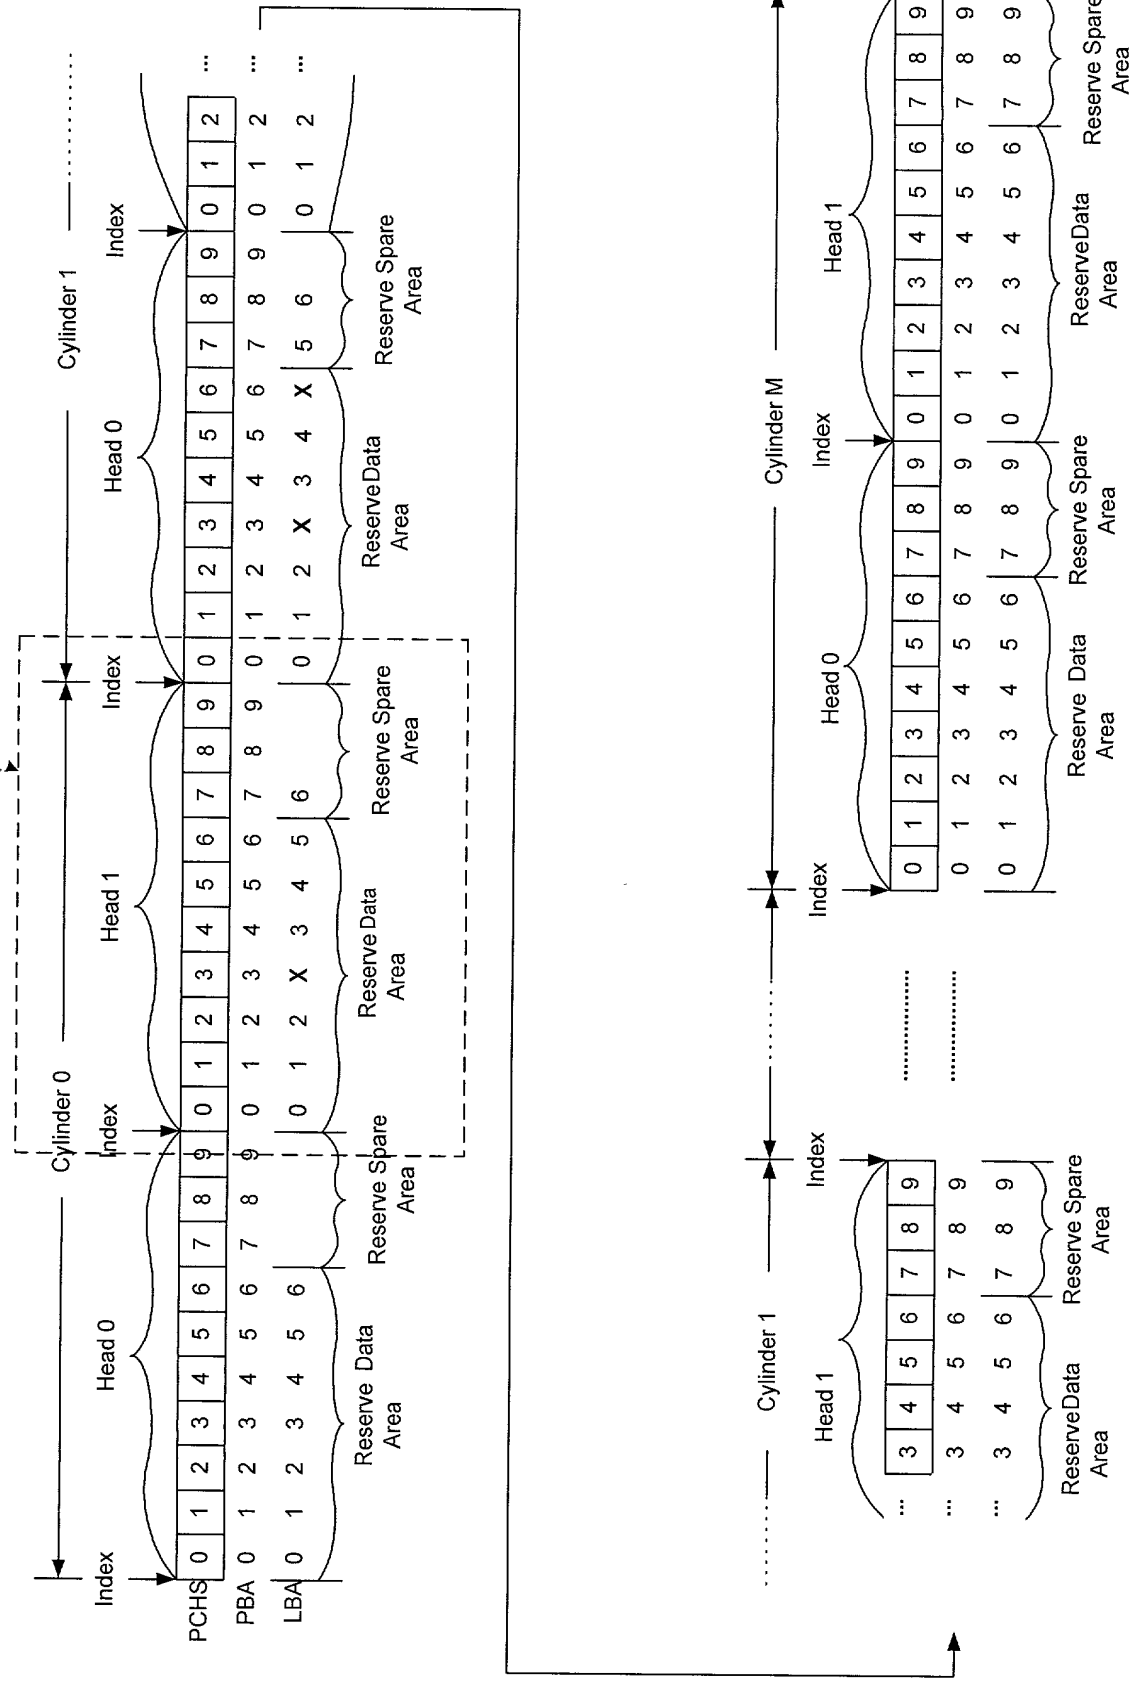 Cylinder 0 Cylinder 1
Index Head 0 Index Head 1 Index Head 0 Index
PCHS 0 1 2 3 4 5 6 7 8 9 0 1 2 3 4 5 6 7 8 9 0 1 2 3 4 5 6 7 8 9 0 1 2 ...
PBA 0 1 2 3 4 5 6 7 8 9 0 1 2 3 4 5 6 7 8 9 0 1 2 3 4 5 6 7 8 9 0 1 2 ...
LBA 0 1 2 3 4 5 6 0 1 2 X 3 4 5 6 0 1 2 X 3 4 X 5 6 0 1 2 ...
Reserve Data Reserve Spare Reserve Data Reserve Spare Reserve Data Reserve Spare
Area Area Area Area Area Area
Cylinder 1 Cylinder M
Head 1 Index Index Head 0 Index Head 1
... 3 4 5 6 7 8 9 0 1 2 3 4 5 6 7 8 9 0 1 2 3 4 5 6 7 8 9
... 3 4 5 6 7 8 9 0 1 2 3 4 5 6 7 8 9 0 1 2 3 4 5 6 7 8 9
... 3 4 5 6 7 8 9 0 1 2 3 4 5 6 7 8 9 0 1 2 3 4 5 6 7 8 9
Reserve Data Reserve Spare Reserve Data Reserve Spare Reserve Data Reserve Spare
Area Area Area Area Area Area